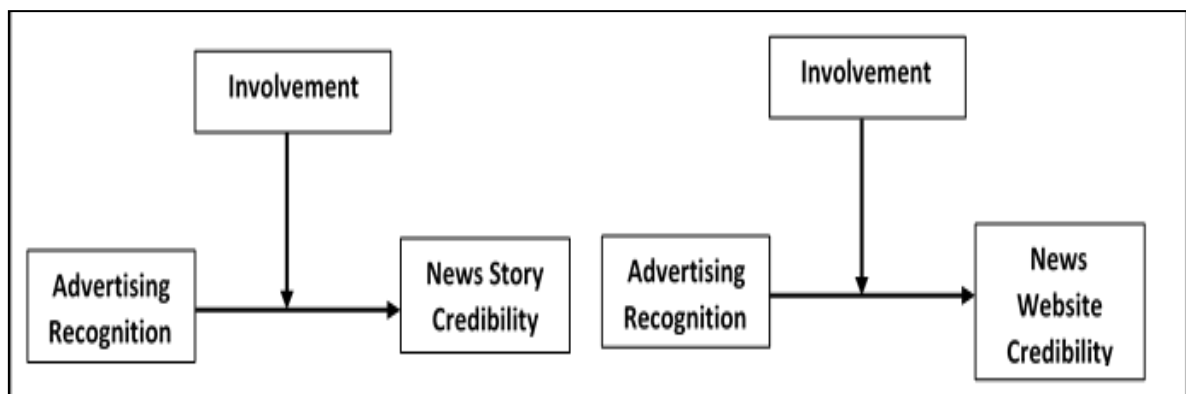 Involvement
Advertising
Recognition
News Story
Credibility
Involvement
Advertising
Recognition
News
Website
Credibility